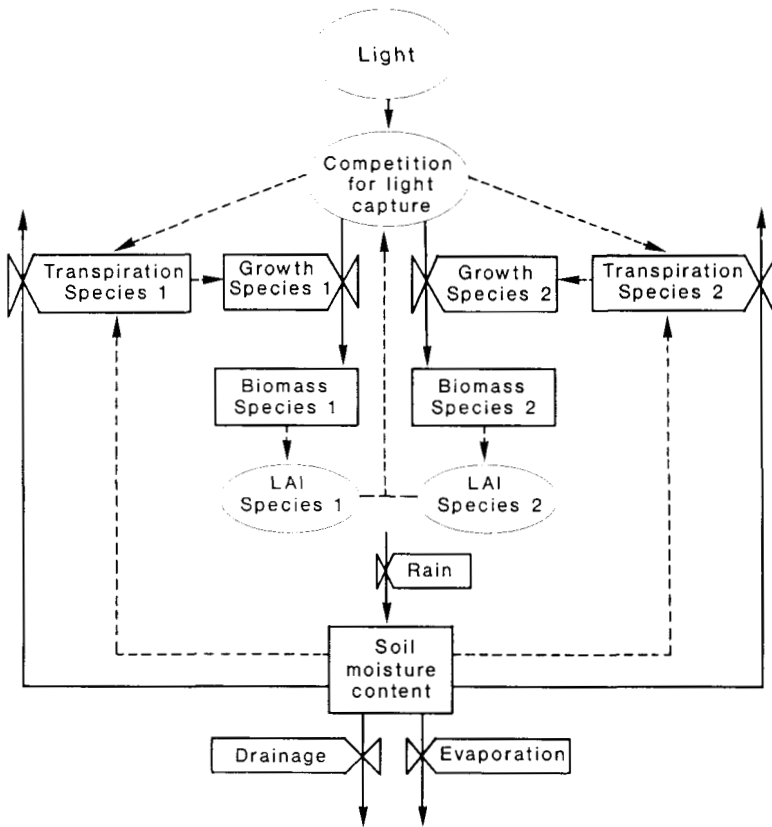 Light
Competition
for light
capture
Transpiration
Species 1
Growth
Species 1
Growth
Species 2
Transpiration
Species 2
Biomass
Species 1
Biomass
Species 2
LAI
Species 1
LAI
Species 2
Rain
Soil
moisture
content
Drainage
Evaporation